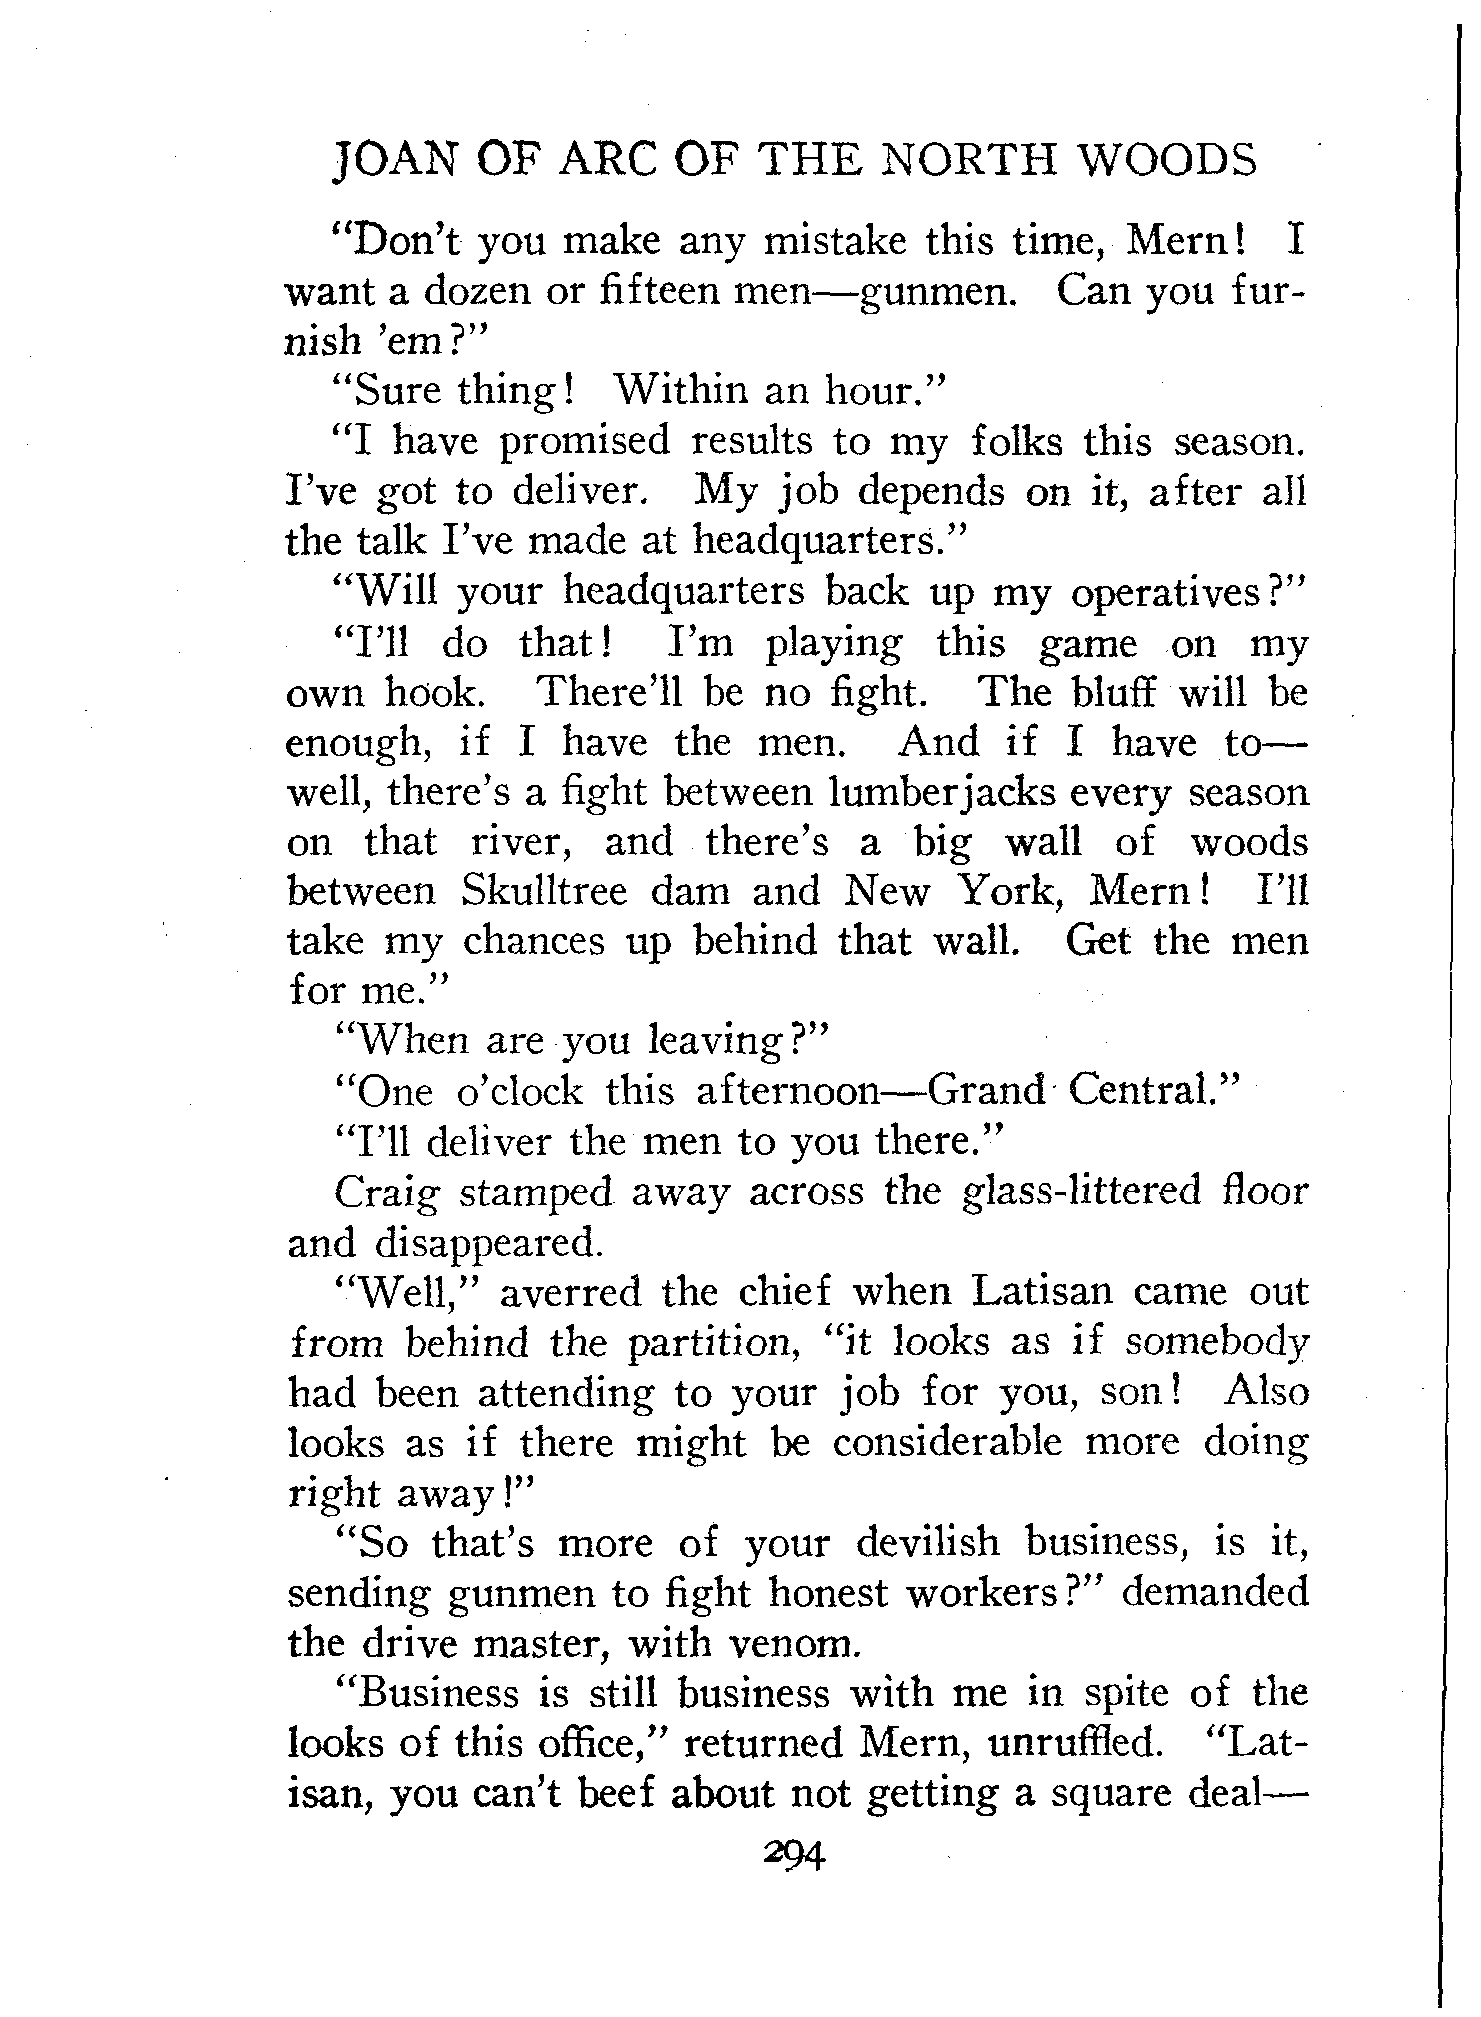 JOAN OF ARC OF THE NORTH WOODS
"Don't you make any mistake this time, Mern! I
want a dozen or fifteen men—gunmen. Can you fur-
nish 'em?"
"Sure thing! Within an hour."
"I have promised results to my folks this season.
I've got to deliver. My job depends on it, after all
the talk I've made at headquarters."
"Will your headquarters back up my operatives?"
"I'll do that! I'm playing this game on my
own hook. There'll be no fight. The bluff will be
enough, if I have the men. And if I have to—
well, there's a fight between lumberjacks every season
on that river, and there's a big wall of woods
between Skulltree dam and New York, Mern! I'll
take my chances up behind that wall. Get the men
for me."
"When are you leaving?"
"One o'clock this afternoon—Grand Central."
"I'll deliver the men to you there."
Craig stamped away across the glass-littered floor
and disappeared.
"Well," averred the chief when Latisan came out
from behind the partition, "it looks as if somebody
had been attending to your job for you, son! Also
looks as if there might be considerable more doing
right away!"
"So that's more of your devilish business, is it,
sending gunmen to fight honest workers?" demanded
the drive master, with venom.
"Business is still business with me in spite of the
looks of this office," returned Mern, unruffled. "Lat-
isan, you can't beef about not getting a square deal—
294